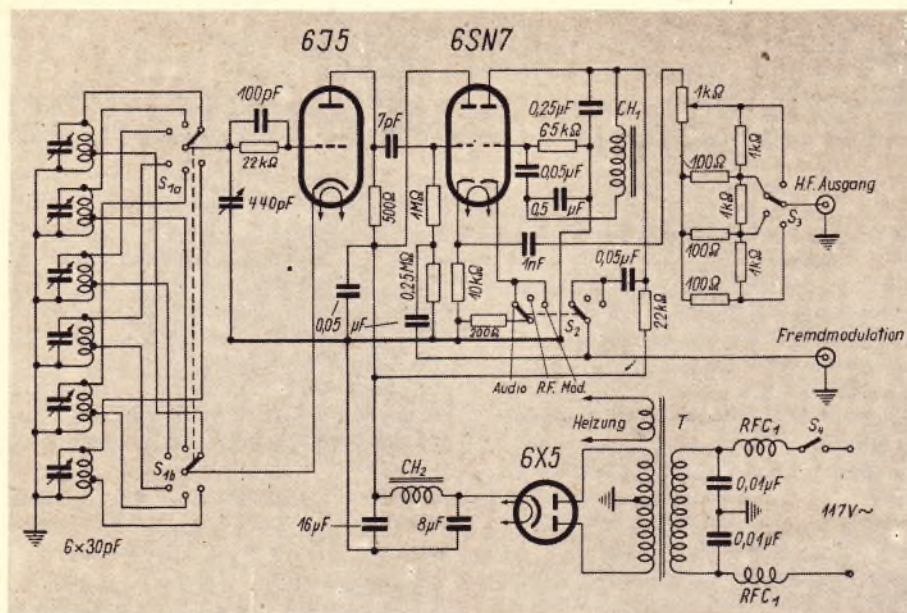 6J5
6SN7
100pF
22kΩ
S1a
440pF
7pF
500Ω
1MΩ
0,25MΩ
0,05
μF
10kΩ
200Ω
0,25μF
65kΩ
CH1
0,05μF
0,5 μF
1nF
0,05μF
S2
22kΩ
1kΩ
100Ω
1kΩ
1kΩ
100Ω
1kΩ
100Ω
S3
H.F. Ausgang
Fremdmodulation
Audio R.F. Mod.
Heizung
T
RFC1
S4
6X5
CH2
16μF
8μF
0,01μF
0,01μF
117V~
RFC1
S1b
6×30pF